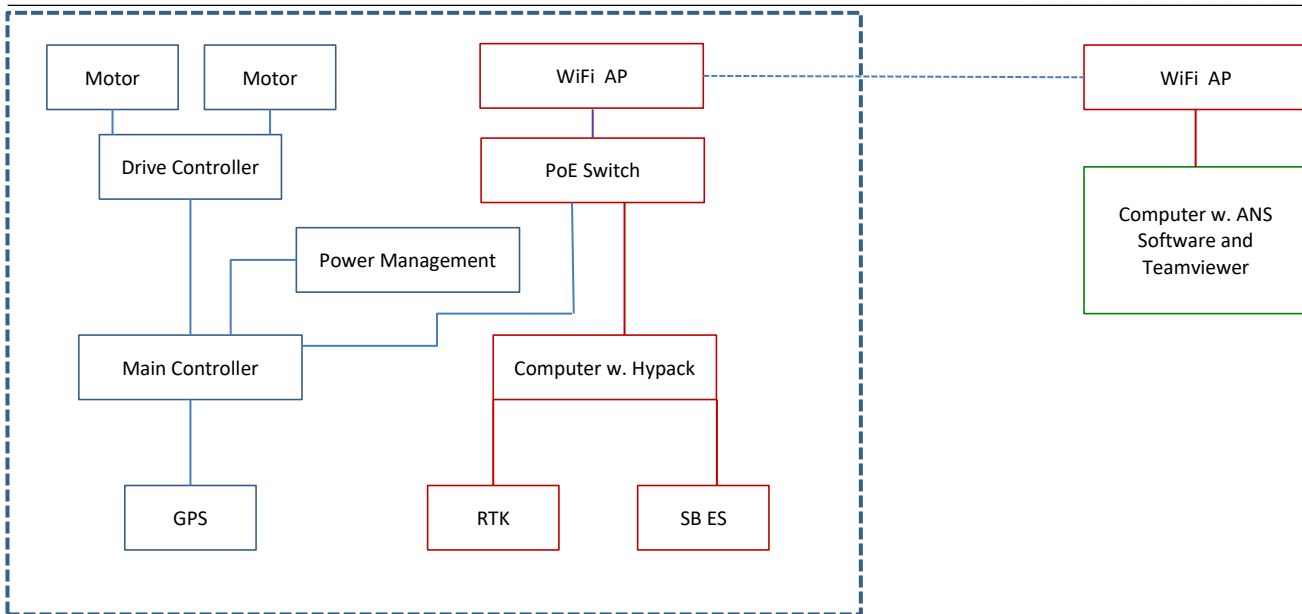 Motor
Motor
WiFi AP
WiFi AP
Drive Controller
PoE Switch
Computer w. ANS
Software and
Teamviewer
Power Management
Main Controller
Computer w. Hypack
GPS
RTK
SB ES